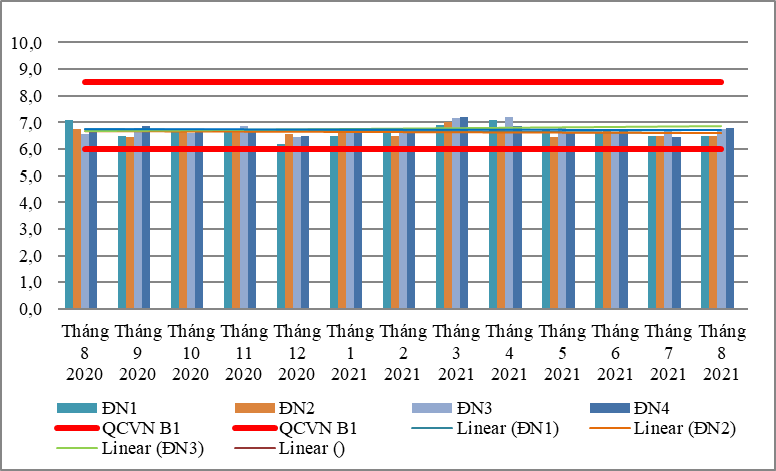 10,0
9,0
8,0
7,0
6,0
5,0
4,0
3,0
2,0
1,0
0,0
Tháng Tháng Tháng Tháng Tháng Tháng Tháng Tháng Tháng Tháng Tháng Tháng Tháng
8 9 10 11 12 1 2 3 4 5 6 7 8
2020 2020 2020 2020 2020 2021 2021 2021 2021 2021 2021 2021 2021
ĐN1 ĐN2 ĐN3 ĐN4
QCVN B1 QCVN B1 Linear (ĐN1) Linear (ĐN2)
Linear (ĐN3) Linear ()